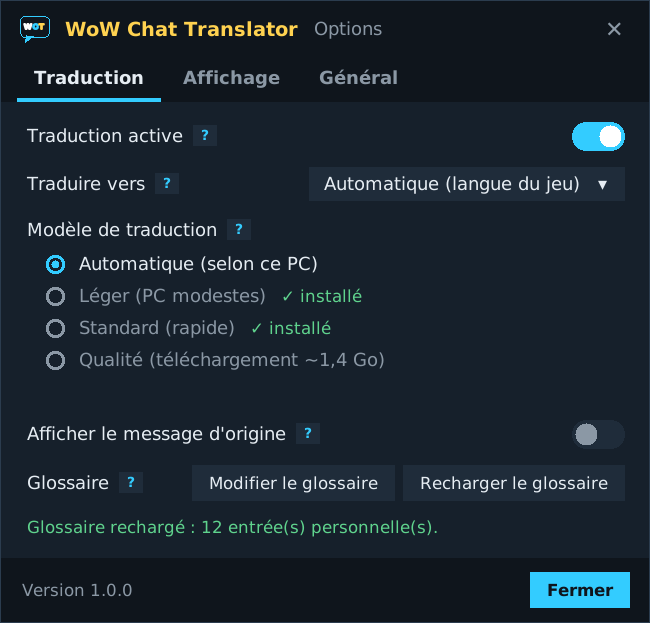 WoT WoW Chat Translator Options ✕
Traduction Affichage Général
Traduction active ?
Traduire vers ? Automatique (langue du jeu) ▼
Modèle de traduction ?
Automatique (selon ce PC)
Léger (PC modestes) ✓ installé
Standard (rapide) ✓ installé
Qualité (téléchargement ~1,4 Go)
Afficher le message d'origine ?
Glossaire ? Modifier le glossaire Recharger le glossaire
Glossaire rechargé : 12 entrée(s) personnelle(s).
Version 1.0.0 Fermer